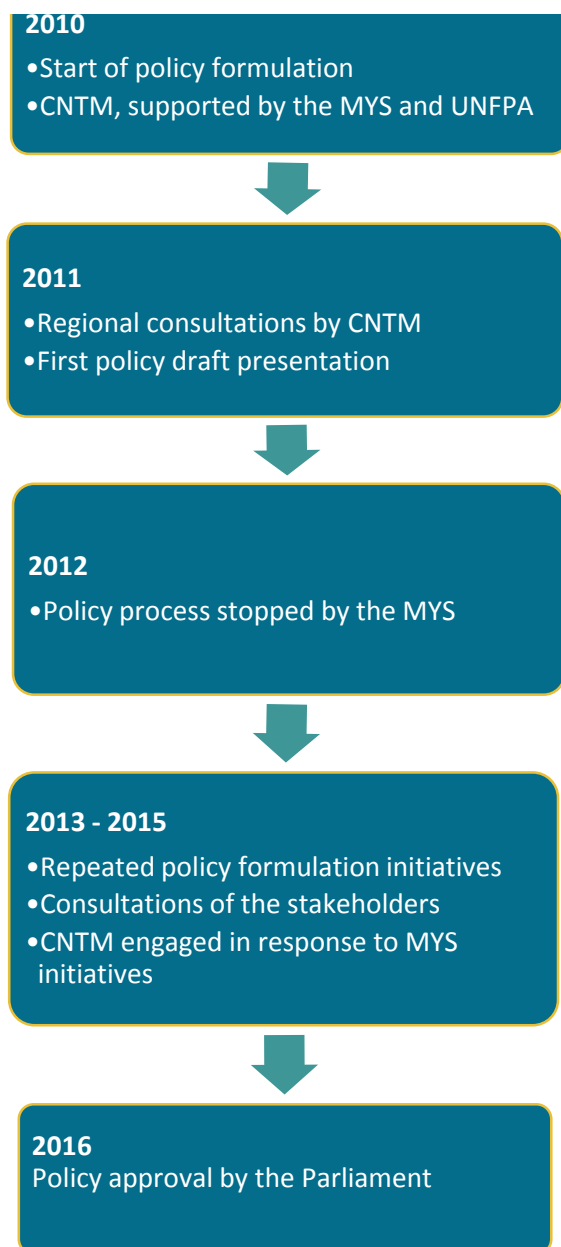 2010
•Start of policy formulation
•CNTM, supported by the MYS and UNFPA
2011
•Regional consultations by CNTM
•First policy draft presentation
2012
•Policy process stopped by the MYS
2013 - 2015
•Repeated policy formulation initiatives
•Consultations of the stakeholders
•CNTM engaged in response to MYS
initiatives
2016
Policy approval by the Parliament